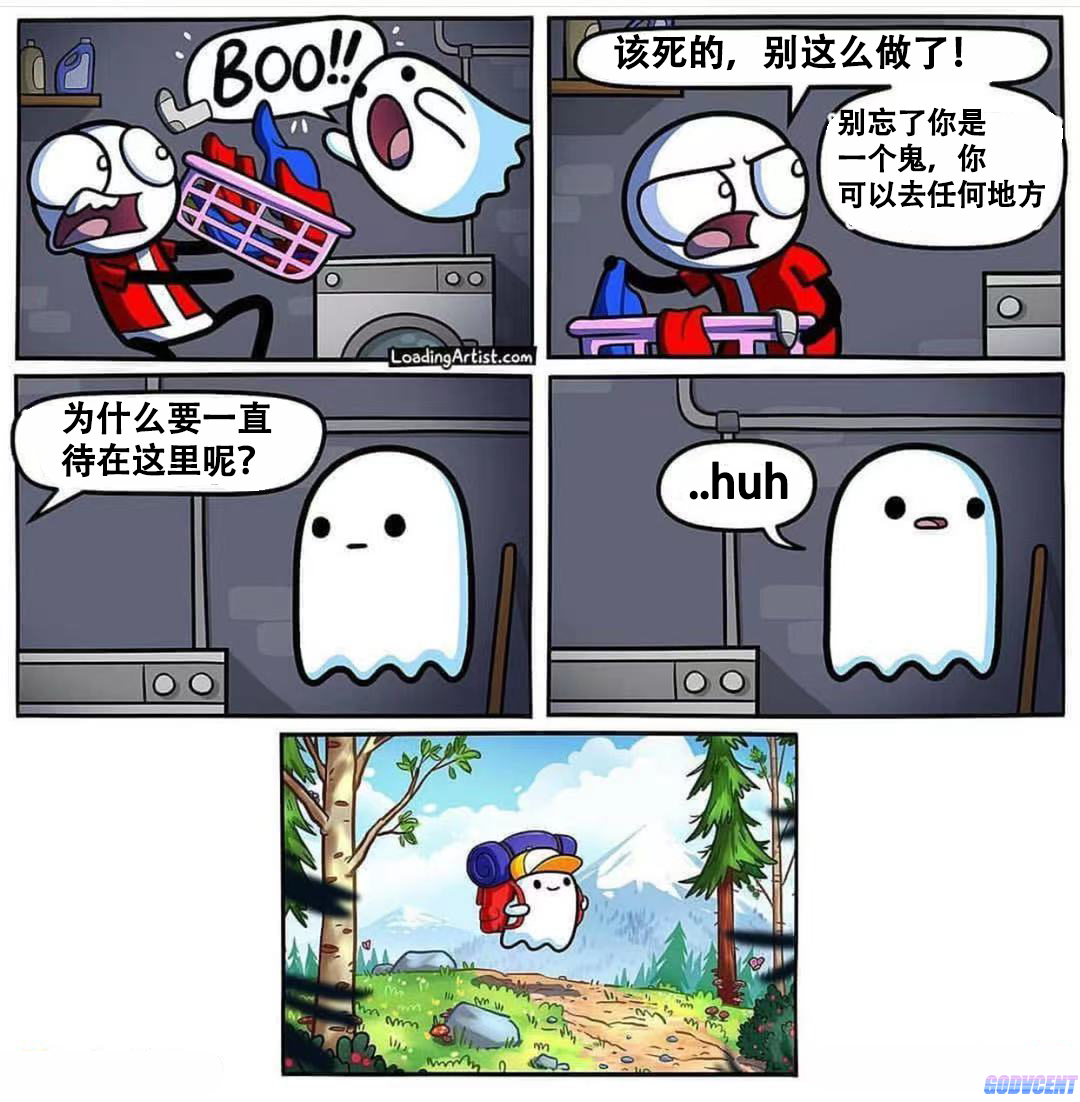 BOO!!
LoadingArtist.com
该死的，别这么做了！
别忘了你是
一个鬼，你
可以去任何地方
为什么要一直
待在这里呢？
..huh
GODVCENT